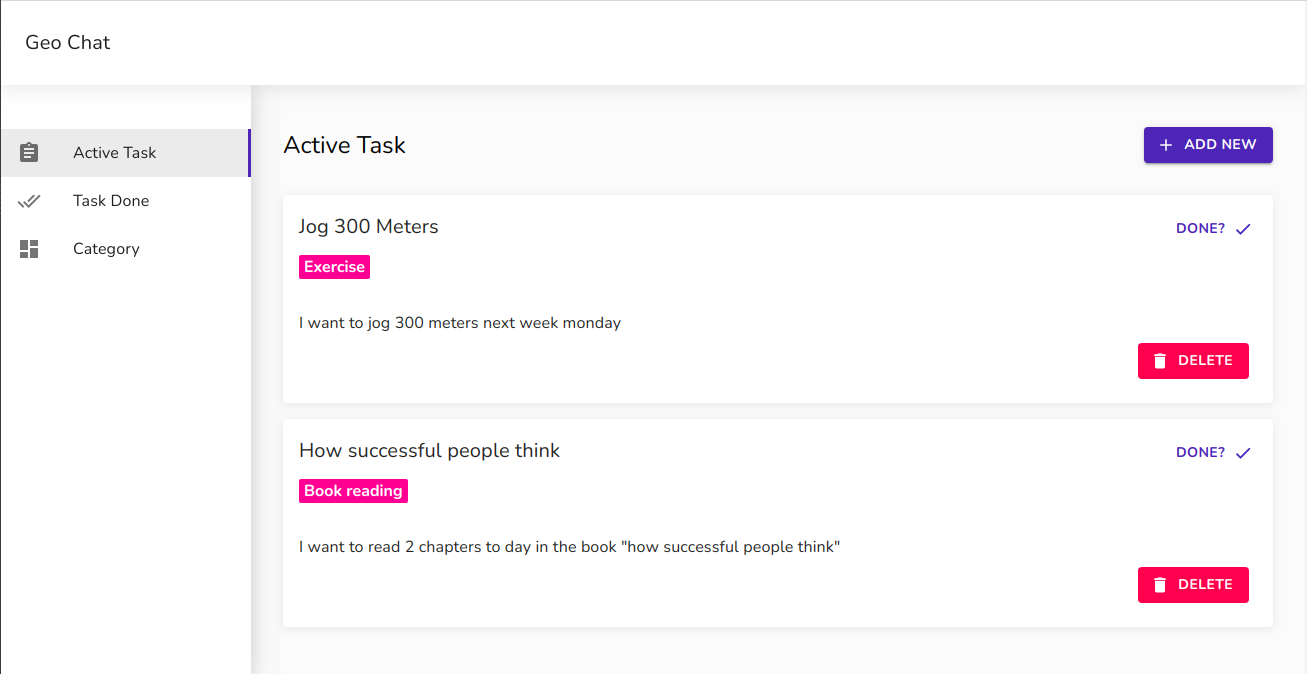 Geo Chat
Active Task
Task Done
Category
Active Task
ADD NEW
Jog 300 Meters
DONE?
Exercise
I want to jog 300 meters next week monday
DELETE
How successful people think
DONE?
Book reading
I want to read 2 chapters to day in the book "how successful people think"
DELETE